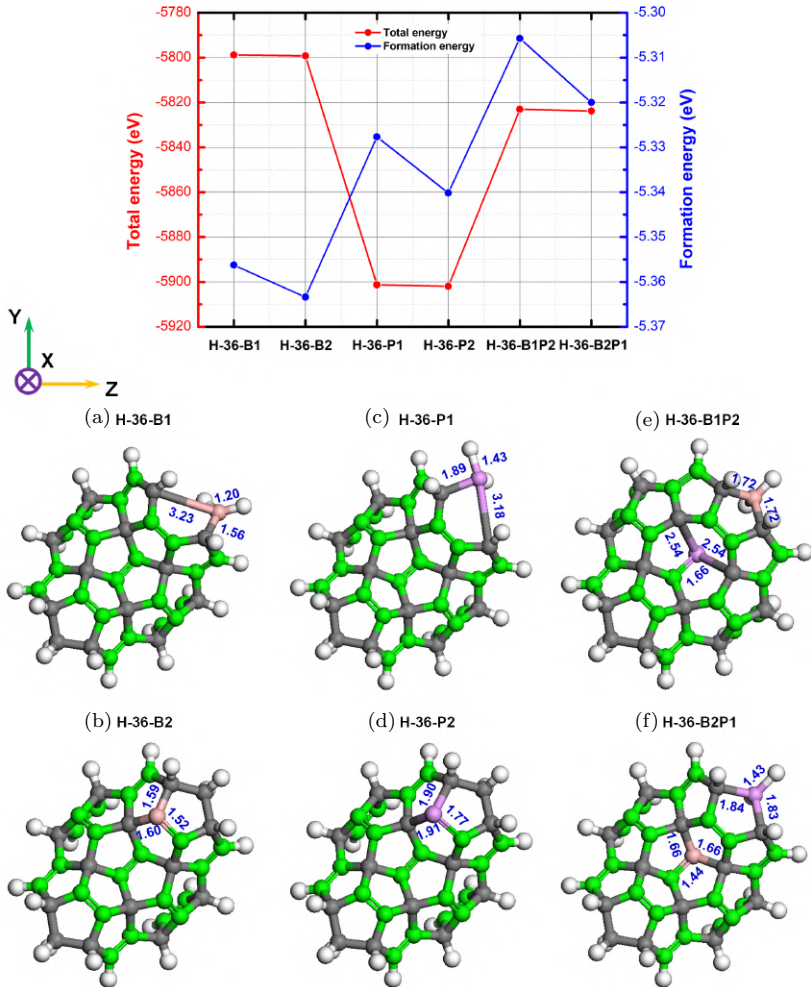 Total energy
Formation energy
Total energy (eV)
-5780
-5800
-5820
-5840
-5860
-5880
-5900
-5920
-5.30
-5.31
-5.32
-5.33
-5.34
-5.35
-5.36
-5.37
Formation energy (eV)
H-36-B1 H-36-B2 H-36-P1 H-36-P2 H-36-B1P2 H-36-B2P1
Y
X
Z
(a) H-36-B1
1.20
3.23
1.56
(c) H-36-P1
1.89
1.43
3.18
(e) H-36-B1P2
1.72
1.72
2.54
2.54
1.66
(b) H-36-B2
1.59
1.52
1.60
(d) H-36-P2
1.90
1.77
1.91
(f) H-36-B2P1
1.43
1.84
1.83
1.66
1.66
1.44